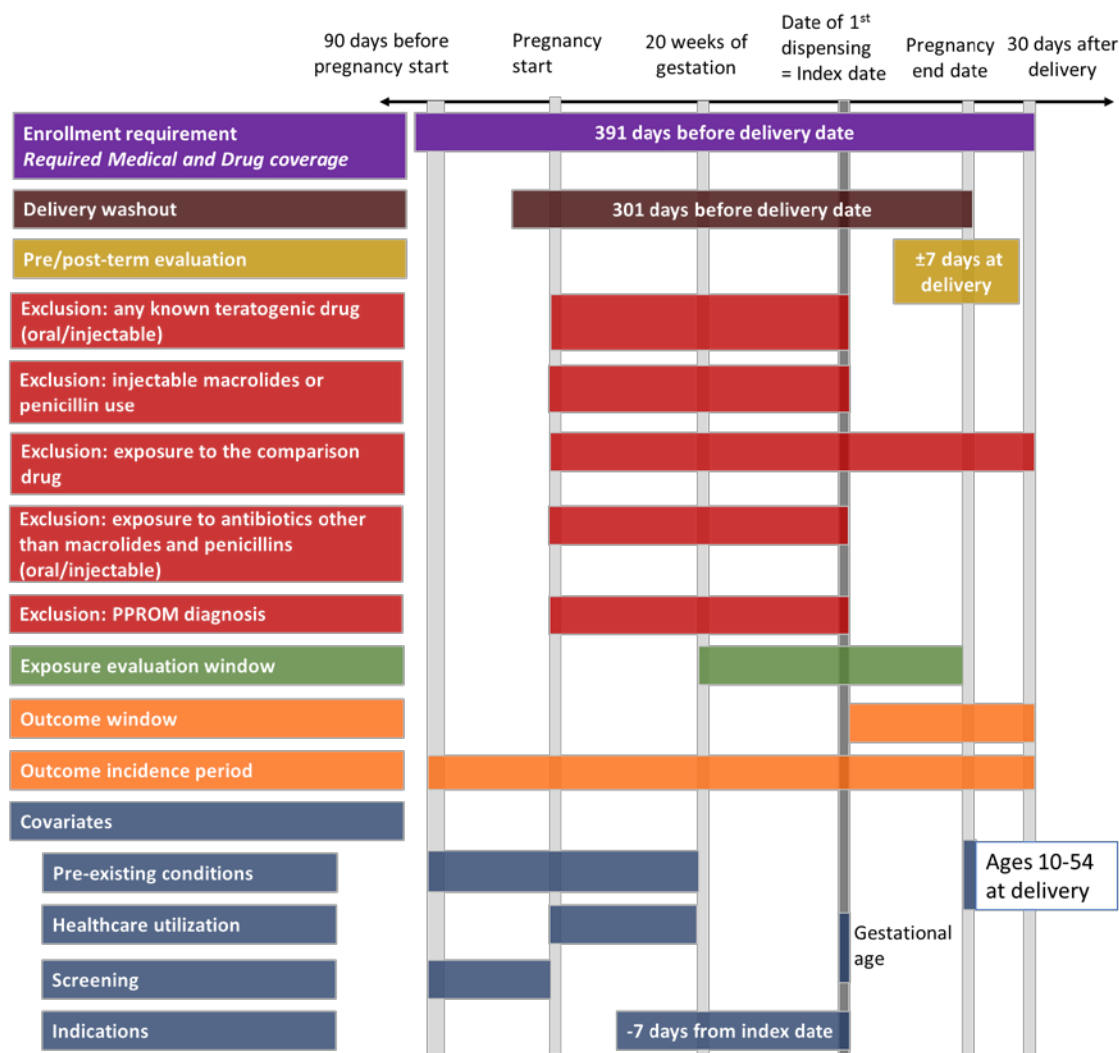 90 days before
pregnancy start
Pregnancy
start
20 weeks of
gestation
Date of 1st
dispensing
= Index date
Pregnancy
end date
30 days after
delivery
Enrollment requirement
Required Medical and Drug coverage
391 days before delivery date
Delivery washout
301 days before delivery date
Pre/post-term evaluation
±7 days at
delivery
Exclusion: any known teratogenic drug
(oral/injectable)
Exclusion: injectable macrolides or
penicillin use
Exclusion: exposure to the comparison
drug
Exclusion: exposure to antibiotics other
than macrolides and penicillins
(oral/injectable)
Exclusion: PPROM diagnosis
Exposure evaluation window
Outcome window
Outcome incidence period
Covariates
Pre-existing conditions
Ages 10-54
at delivery
Healthcare utilization
Gestational
age
Screening
Indications
-7 days from index date